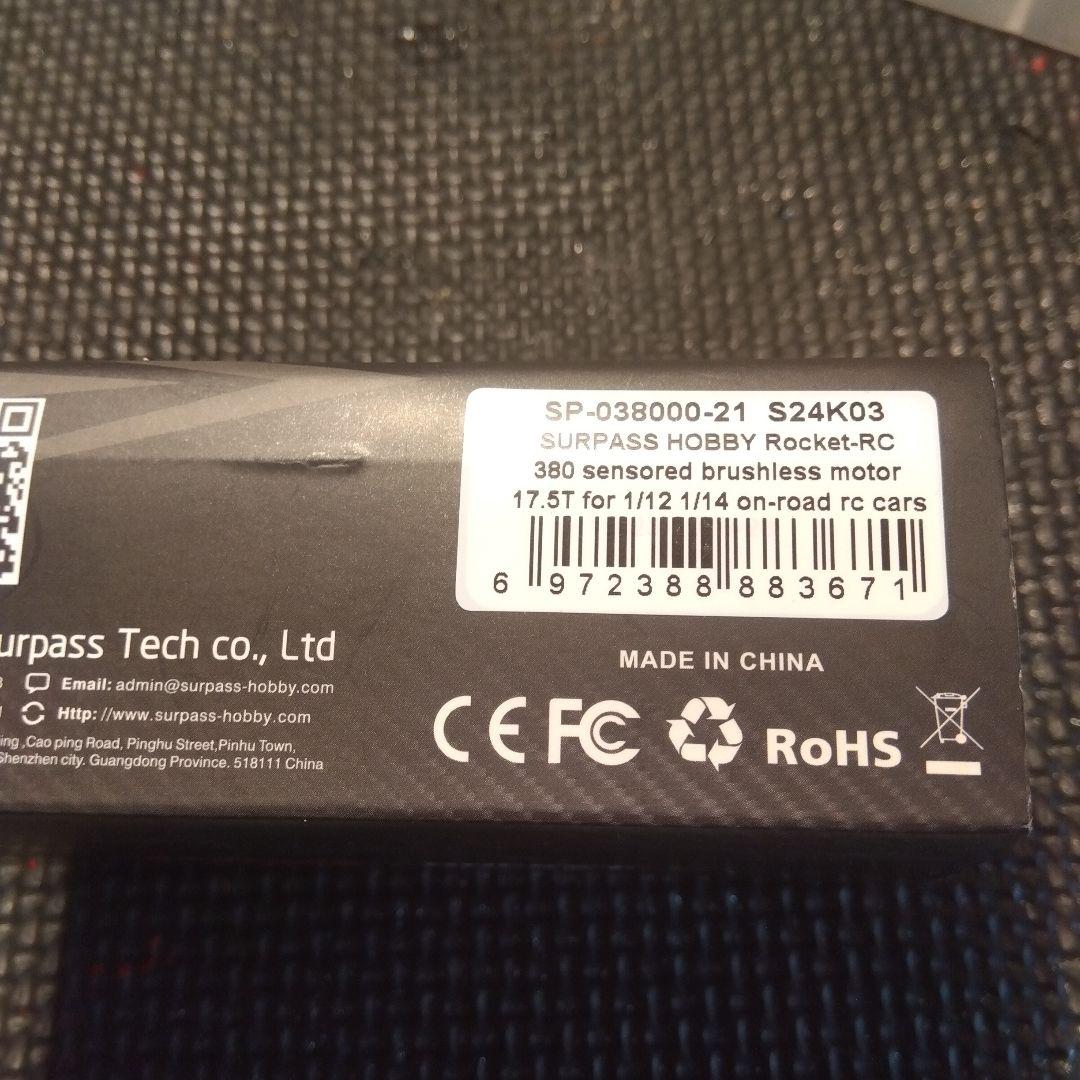 SP-038000-21 S24K03
SURPASS HOBBY Rocket-RC
380 sensored brushless motor
17.5T for 1/12 1/14 on-road rc cars
6 972388 883671
urpass Tech co., Ltd
Email: admin@surpass-hobby.com
Http: //www.surpass-hobby.com
ing ,Cao ping Road, Pinghu Street,Pinhu Town,
Shenzhen city. Guangdong Province. 518111 China
MADE IN CHINA
CE FC RoHS